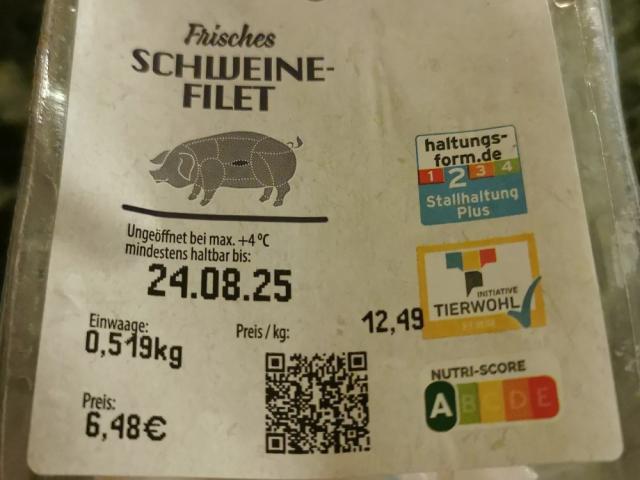 Frisches
SCHWEINE-
FILET
haltungs-
form.de
1 2 3 4
Stallhaltung
Plus
Ungeöffnet bei max. +4 °C
mindestens haltbar bis:
24.08.25
INITIATIVE
TIERWOHL
Einwaage:
0,519kg
Preis / kg:
12,49
Preis:
6,48€
NUTRI-SCORE
A B C D E